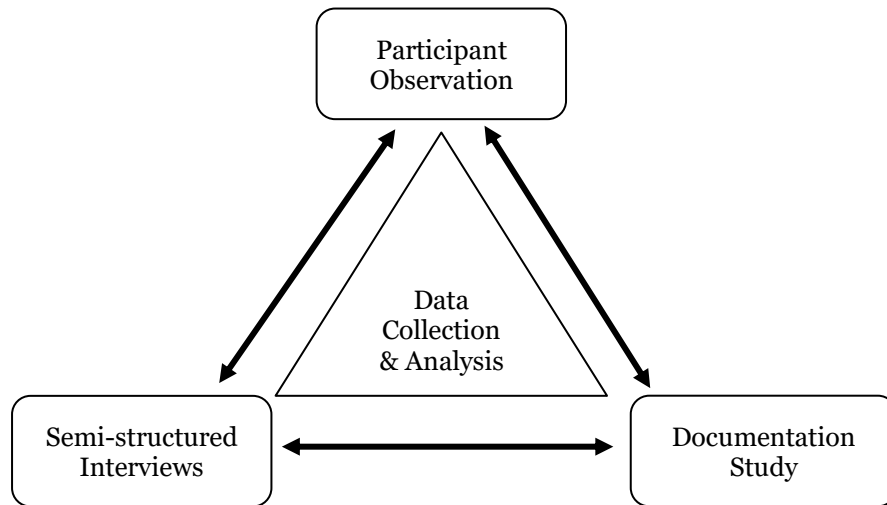 Participant
Observation
Data
Collection
& Analysis
Semi-structured
Interviews
Documentation
Study